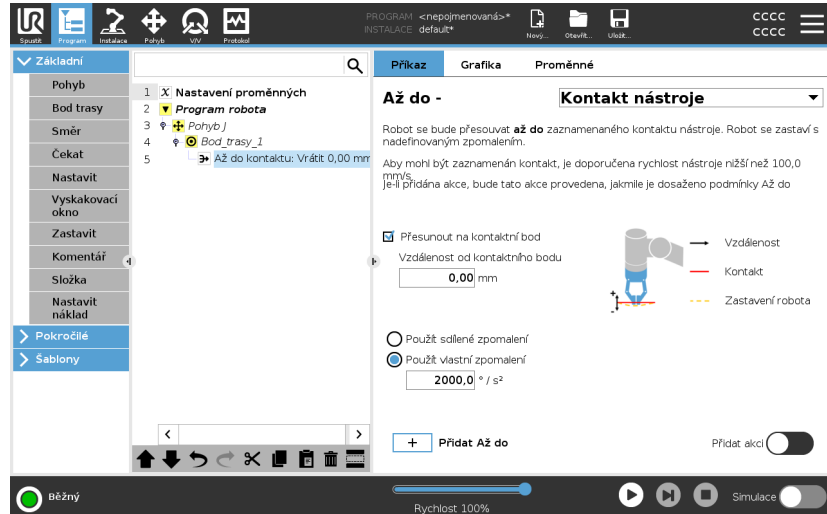 UR
Spustit
Program
Instalace
Pohyb
V/V
Protokol
PROGRAM <nepojmenovaná>*
INSTALACE default*
Nový...
Otevřít...
Uložit...
cccc
cccc
Základní
Pohyb
Bod trasy
Směr
Čekat
Nastavit
Vyskakovací
okno
Zastavit
Komentář
Složka
Nastavit
náklad
Pokročilé
Šablony
1 X Nastavení proměnných
2 Program robota
3 Pohyb J
4 Bod_trasy_1
5 Až do kontaktu: Vrátit 0,00 mm
Příkaz Grafika Proměnné
Až do - Kontakt nástroje
Robot se bude přesouvat až do zaznamenaného kontaktu nástroje. Robot se zastaví s
nadefinovaným zpomalením.
Aby mohl být zaznamenán kontakt, je doporučena rychlost nástroje nižší než 100,0
mm/s
Je-li přidána akce, bude tato akce provedena, jakmile je dosaženo podmínky Až do
Přesunout na kontaktní bod
Vzdálenost od kontaktního bodu
0,00 mm
+
-
Vzdálenost
Kontakt
Zastavení robota
Použít sdílené zpomalení
Použít vlastní zpomalení
2000,0 ° / s²
+ Přidat Až do
Přidat akci
Běžný
Rychlost 100%
Simulace